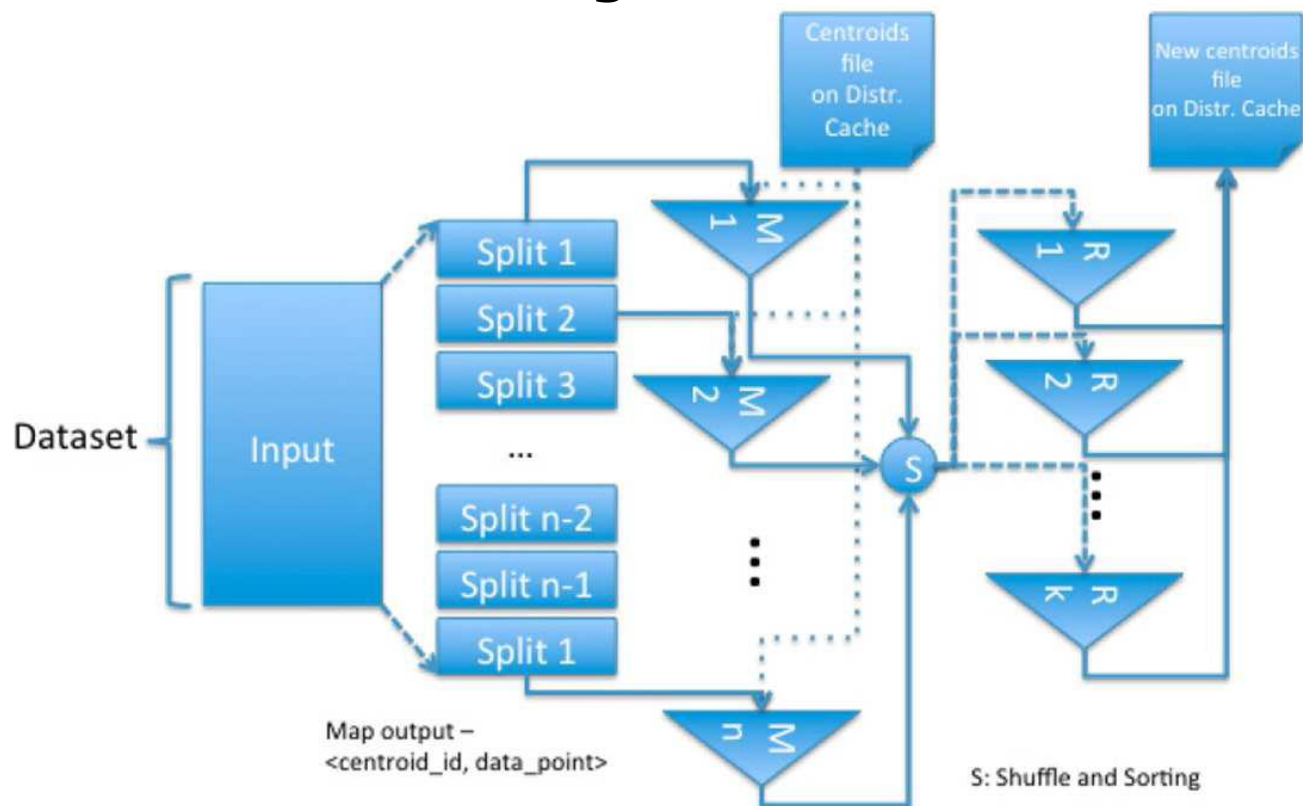 Centroids
file
on Distr.
Cache
New centroids
file
on Distr. Cache
Dataset
Input
Split 1
Split 2
Split 3
...
Split n-2
Split n-1
Split 1
M
1
M
2
M
n
S
R
1
R
2
R
k
Map output –
<centroid_id, data_point>
S: Shuffle and Sorting